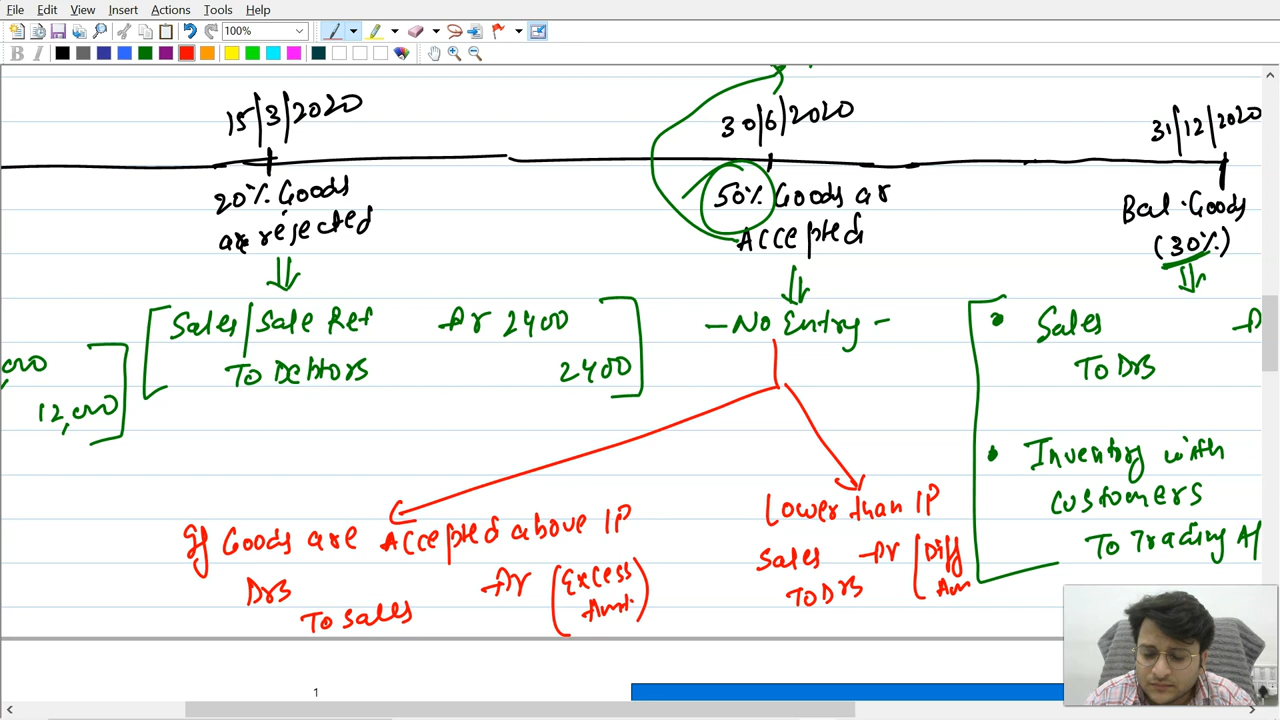 File Edit View Insert Actions Tools Help
100%
B I
15/3/2020
30/6/2020
31/12/2020
20% Goods
are rejected
50% Goods ar
Accepted
Bal. Goods
(30%)
Sales/Sale Ret Dr 2400
To Debtors 2400
12,000
-No Entry-
Sales
To Drs
If Goods are Accepted above IP
Drs Dr (Excess
Amt.)
To Sales
Lower than IP
Sales Dr (Diff
To Drs Am
Inventory with
customers
To Trading A/
1